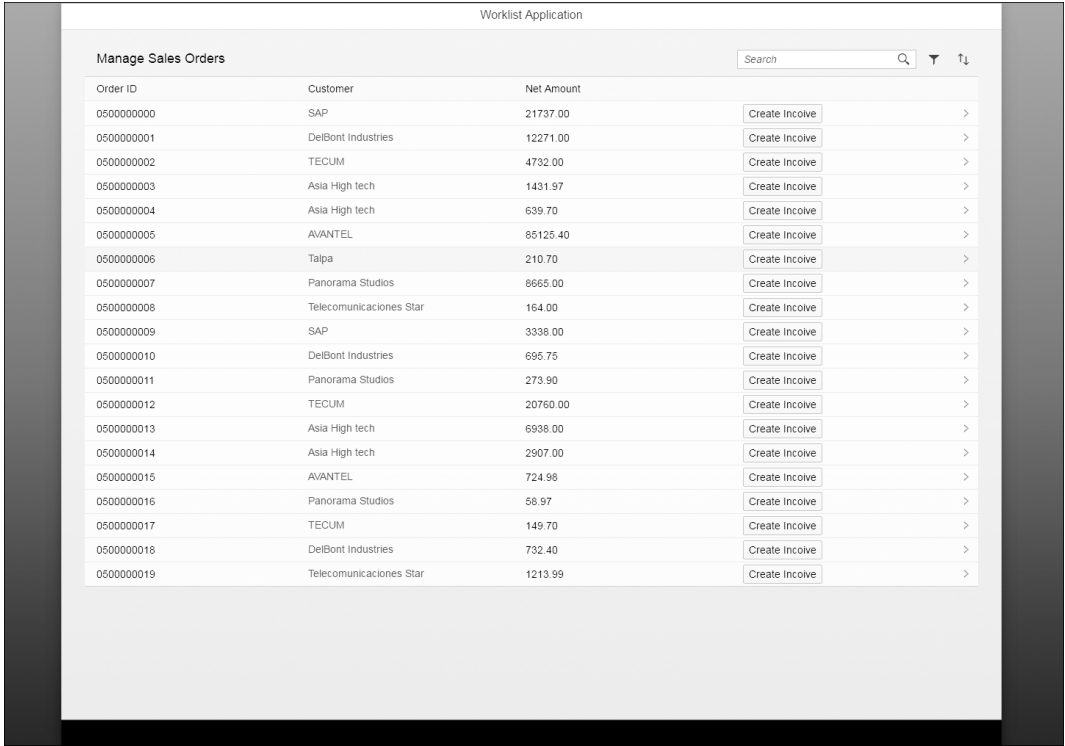 Worklist Application
Manage Sales Orders Search
Order ID Customer Net Amount
0500000000 SAP 21737.00 Create Incoive
0500000001 DelBont Industries 12271.00 Create Incoive
0500000002 TECUM 4732.00 Create Incoive
0500000003 Asia High tech 1431.97 Create Incoive
0500000004 Asia High tech 639.70 Create Incoive
0500000005 AVANTEL 85125.40 Create Incoive
0500000006 Talpa 210.70 Create Incoive
0500000007 Panorama Studios 8665.00 Create Incoive
0500000008 Telecomunicaciones Star 164.00 Create Incoive
0500000009 SAP 3338.00 Create Incoive
0500000010 DelBont Industries 695.75 Create Incoive
0500000011 Panorama Studios 273.90 Create Incoive
0500000012 TECUM 20760.00 Create Incoive
0500000013 Asia High tech 6938.00 Create Incoive
0500000014 Asia High tech 2907.00 Create Incoive
0500000015 AVANTEL 724.98 Create Incoive
0500000016 Panorama Studios 58.97 Create Incoive
0500000017 TECUM 149.70 Create Incoive
0500000018 DelBont Industries 732.40 Create Incoive
0500000019 Telecomunicaciones Star 1213.99 Create Incoive